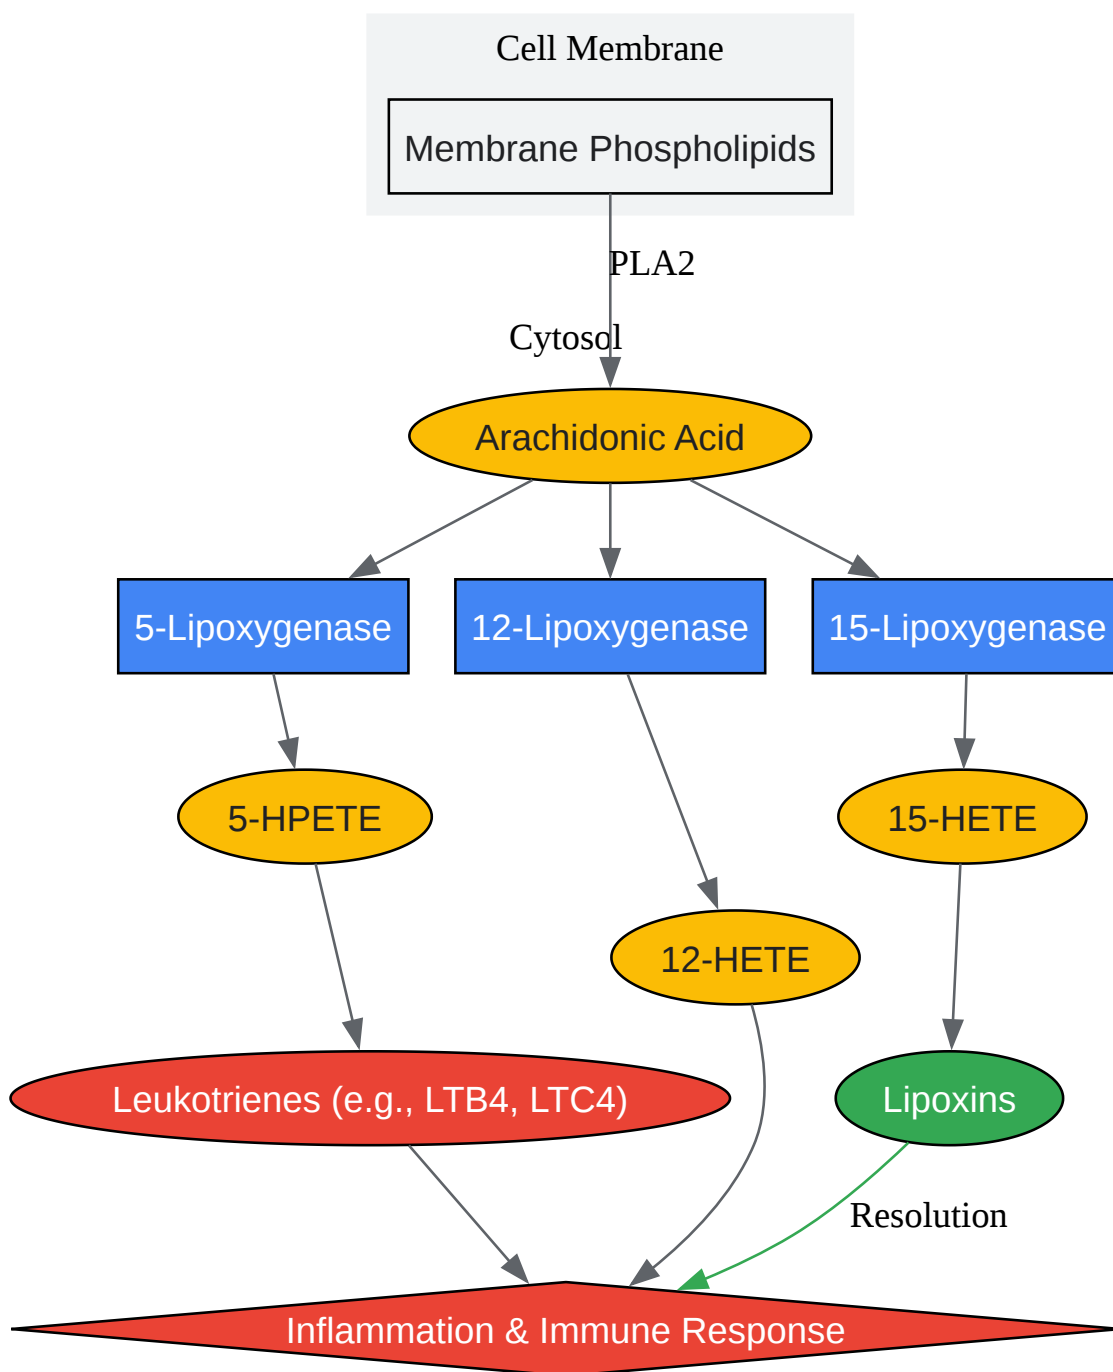 Cell Membrane
Membrane Phospholipids
PLA2
Cytosol
Arachidonic Acid
5-Lipoxygenase
12-Lipoxygenase
15-Lipoxygenase
5-HPETE
15-HETE
12-HETE
Leukotrienes (e.g., LTB4, LTC4)
Lipoxins
Resolution
Inflammation & Immune Response